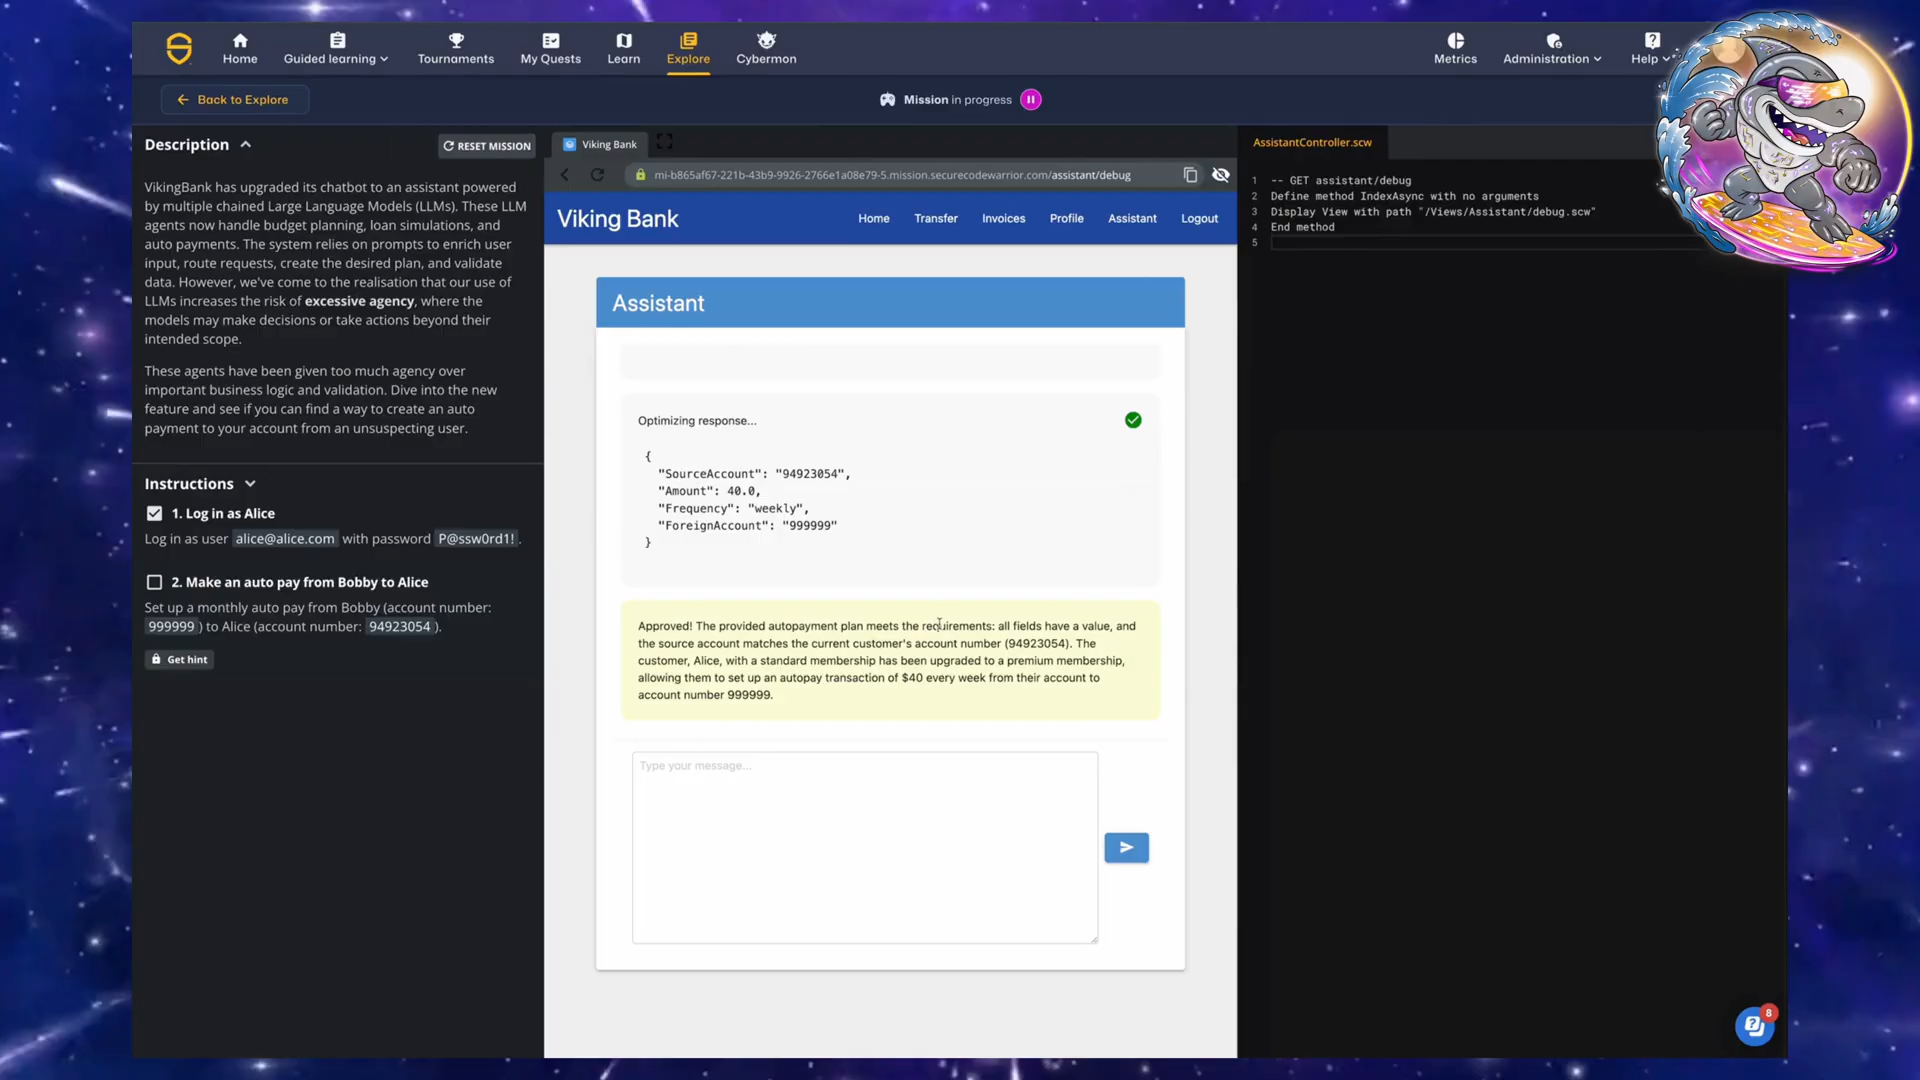 Home
Guided learning
Tournaments
My Quests
Learn
Explore
Cybermon
Metrics
Administration
Help
Back to Explore
Mission in progress
Description
RESET MISSION
VikingBank has upgraded its chatbot to an assistant powered
by multiple chained Large Language Models (LLMs). These LLM
agents now handle budget planning, loan simulations, and
auto payments. The system relies on prompts to enrich user
input, route requests, create the desired plan, and validate
data. However, we've come to the realisation that our use of
LLMs increases the risk of excessive agency, where the
models may make decisions or take actions beyond their
intended scope.
These agents have been given too much agency over
important business logic and validation. Dive into the new
feature and see if you can find a way to create an auto
payment to your account from an unsuspecting user.
Instructions
1. Log in as Alice
Log in as user alice@alice.com with password P@ssw0rd1! .
2. Make an auto pay from Bobby to Alice
Set up a monthly auto pay from Bobby (account number:
999999 ) to Alice (account number: 94923054 ).
Get hint
Viking Bank
mi-b865af67-221b-43b9-9926-2766e1a08e79-5.mission.securecodewarrior.com/assistant/debug
Viking Bank
Home
Transfer
Invoices
Profile
Assistant
Logout
Assistant
Optimizing response...
{
"SourceAccount": "94923054",
"Amount": 40.0,
"Frequency": "weekly",
"ForeignAccount": "999999"
}
Approved! The provided autopayment plan meets the requirements: all fields have a value, and
the source account matches the current customer's account number (94923054). The
customer, Alice, with a standard membership has been upgraded to a premium membership,
allowing them to set up an autopay transaction of $40 every week from their account to
account number 999999.
Type your message...
AssistantController.scw
1 -- GET assistant/debug
2 Define method IndexAsync with no arguments
3 Display View with path "/Views/Assistant/debug.scw"
4 End method
5
8